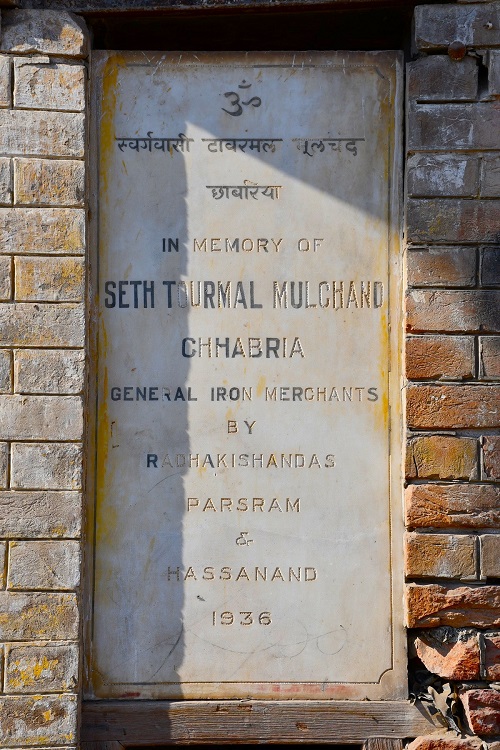 ॐ
स्वर्गवासी टावरमल मूलचंद
छाबरिया
IN MEMORY OF
SETH TOURMAL MULCHAND
CHHABRIA
GENERAL IRON MERCHANTS
BY
RADHAKISHANDAS
PARSRAM
&
HASSANAND
1936